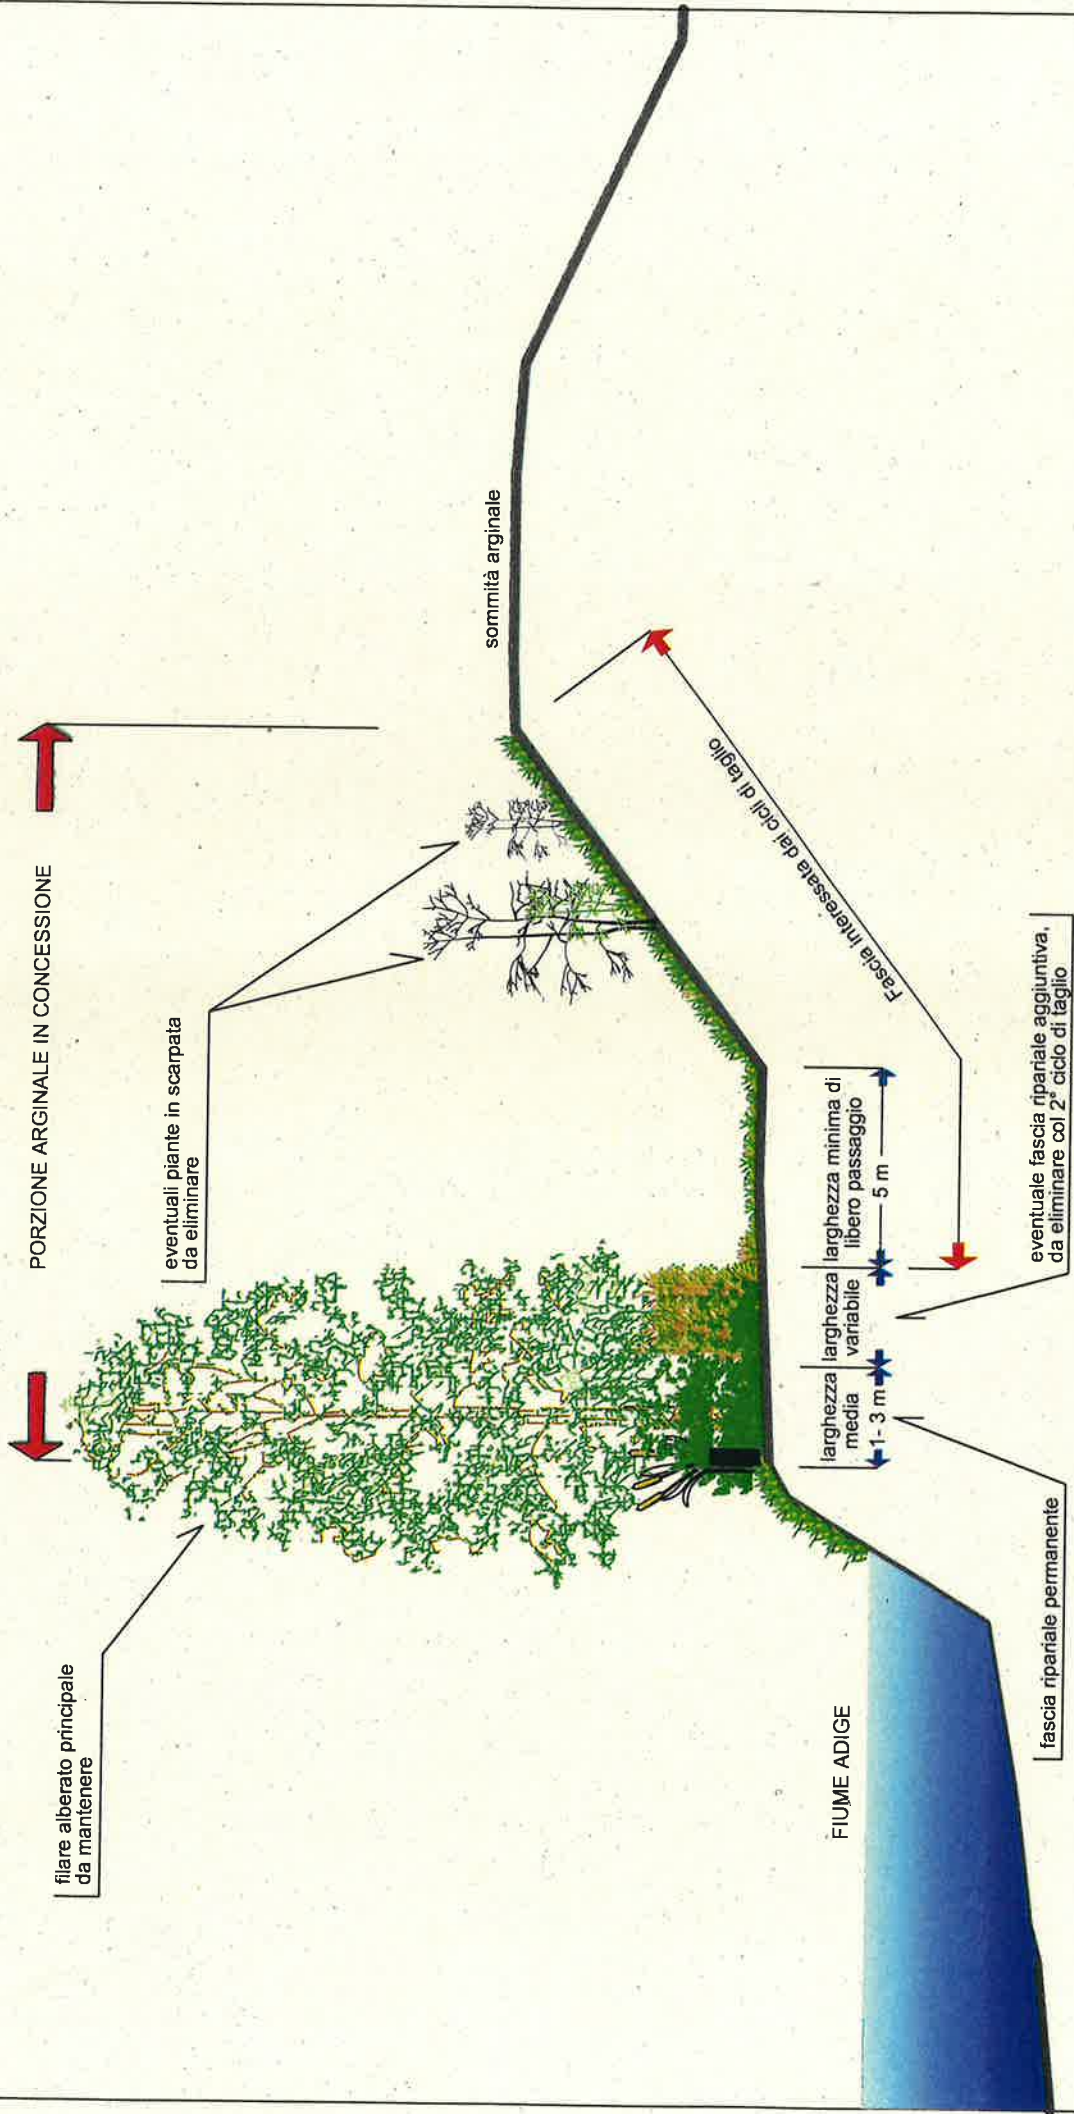 PORZIONE ARGINALE IN CONCESSIONE
filare alberato principale
da mantenere
eventuali piante in scarpata
da eliminare
sommità arginale
Fascia interessata dai cicli di taglio
FIUME ADIGE
larghezza
media
1- 3 m
larghezza
variabile
larghezza minima di
libero passaggio
5 m
fascia ripariale permanente
eventuale fascia ripariale aggiuntiva,
da eliminare col 2° ciclo di taglio